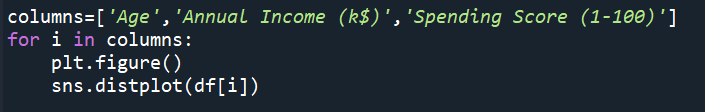 columns=['Age','Annual Income (k$)','Spending Score (1-100)']
for i in columns:
    plt.figure()
    sns.distplot(df[i])